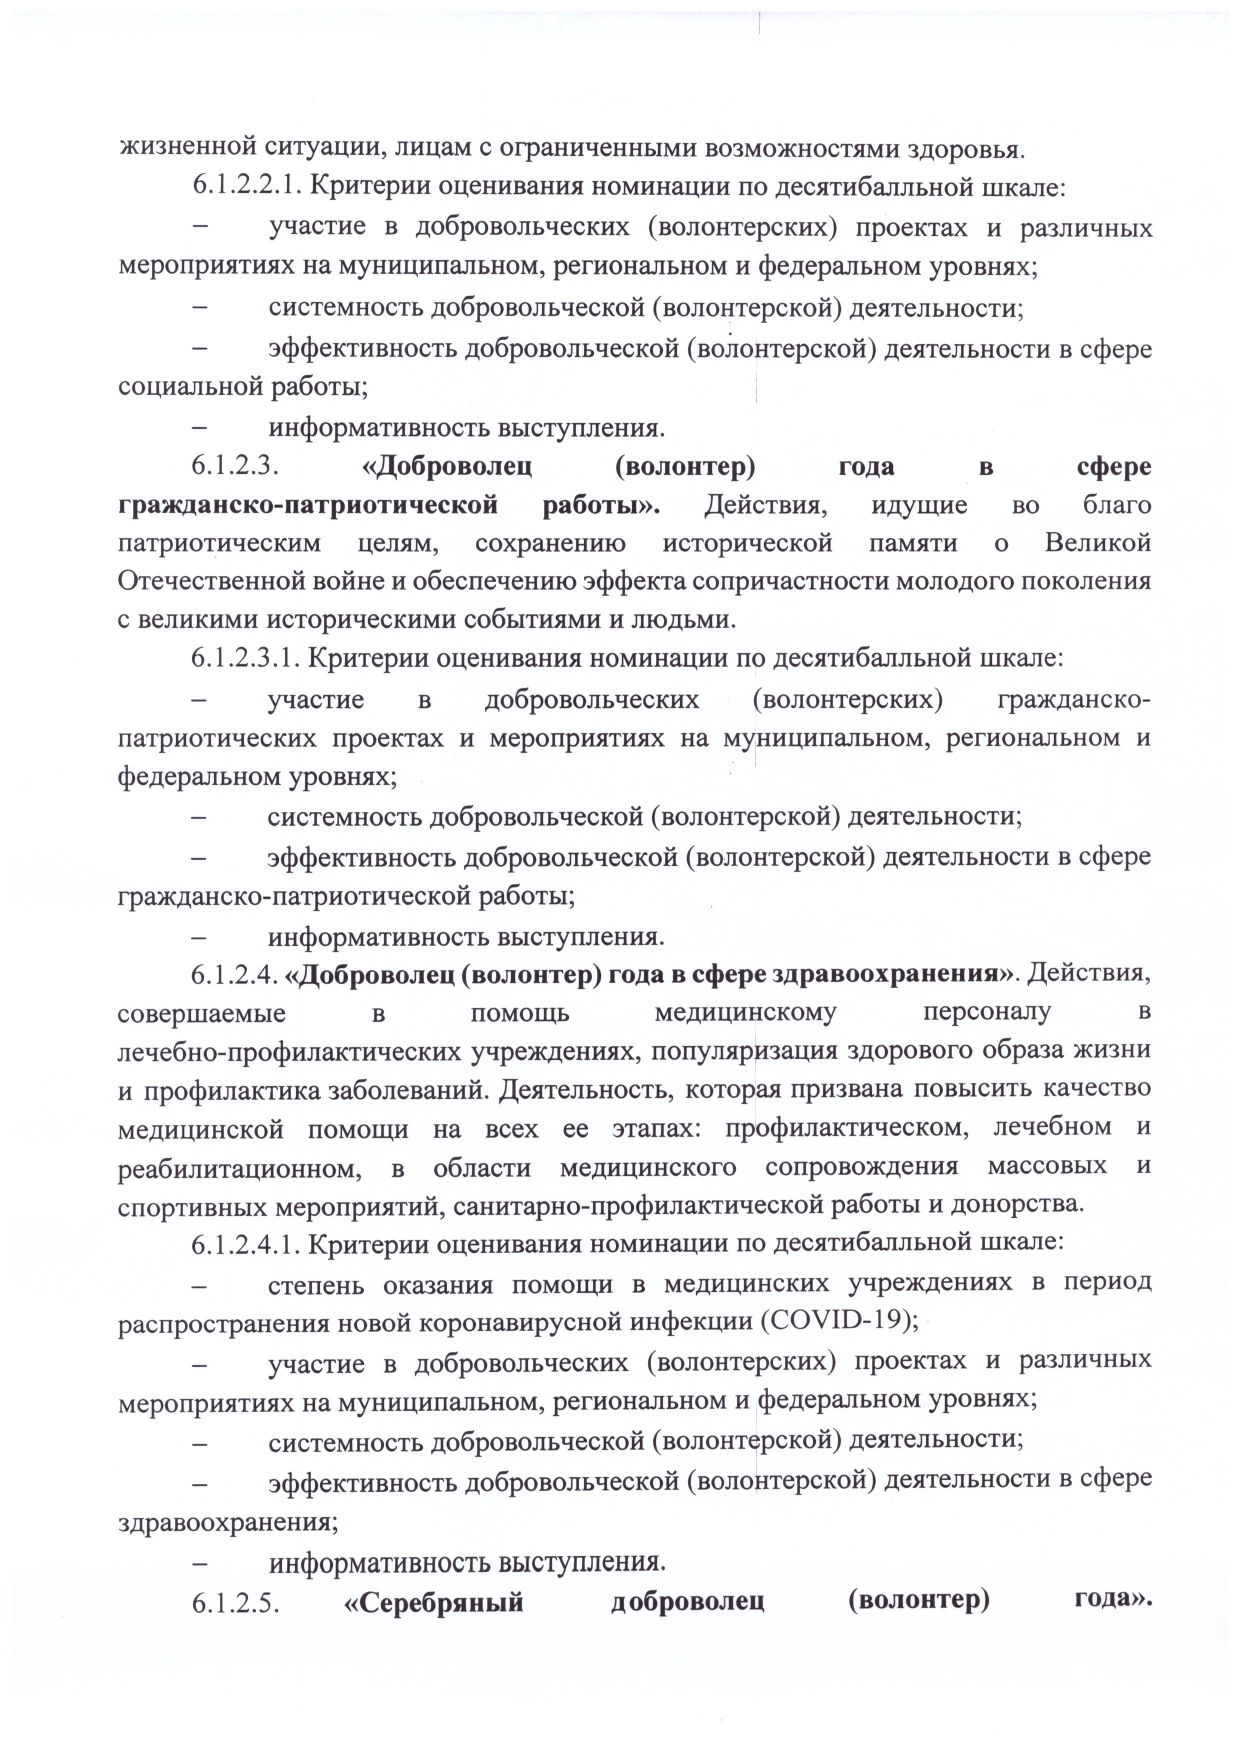 жизненной ситуации, лицам с ограниченными возможностями здоровья.
6.1.2.2.1. Критерии оценивания номинации по десятибалльной шкале:
– участие в добровольческих (волонтерских) проектах и различных
мероприятиях на муниципальном, региональном и федеральном уровнях;
– системность добровольческой (волонтерской) деятельности;
– эффективность добровольческой (волонтерской) деятельности в сфере
социальной работы;
– информативность выступления.
6.1.2.3. «Доброволец (волонтер) года в сфере
гражданско-патриотической работы». Действия, идущие во благо
патриотическим целям, сохранению исторической памяти о Великой
Отечественной войне и обеспечению эффекта сопричастности молодого поколения
с великими историческими событиями и людьми.
6.1.2.3.1. Критерии оценивания номинации по десятибалльной шкале:
– участие в добровольческих (волонтерских) гражданско-
патриотических проектах и мероприятиях на муниципальном, региональном и
федеральном уровнях;
– системность добровольческой (волонтерской) деятельности;
– эффективность добровольческой (волонтерской) деятельности в сфере
гражданско-патриотической работы;
– информативность выступления.
6.1.2.4. «Доброволец (волонтер) года в сфере здравоохранения». Действия,
совершаемые в помощь медицинскому персоналу в
лечебно-профилактических учреждениях, популяризация здорового образа жизни
и профилактика заболеваний. Деятельность, которая призвана повысить качество
медицинской помощи на всех ее этапах: профилактическом, лечебном и
реабилитационном, в области медицинского сопровождения массовых и
спортивных мероприятий, санитарно-профилактической работы и донорства.
6.1.2.4.1. Критерии оценивания номинации по десятибалльной шкале:
– степень оказания помощи в медицинских учреждениях в период
распространения новой коронавирусной инфекции (COVID-19);
– участие в добровольческих (волонтерских) проектах и различных
мероприятиях на муниципальном, региональном и федеральном уровнях;
– системность добровольческой (волонтерской) деятельности;
– эффективность добровольческой (волонтерской) деятельности в сфере
здравоохранения;
– информативность выступления.
6.1.2.5. «Серебряный доброволец (волонтер) года».